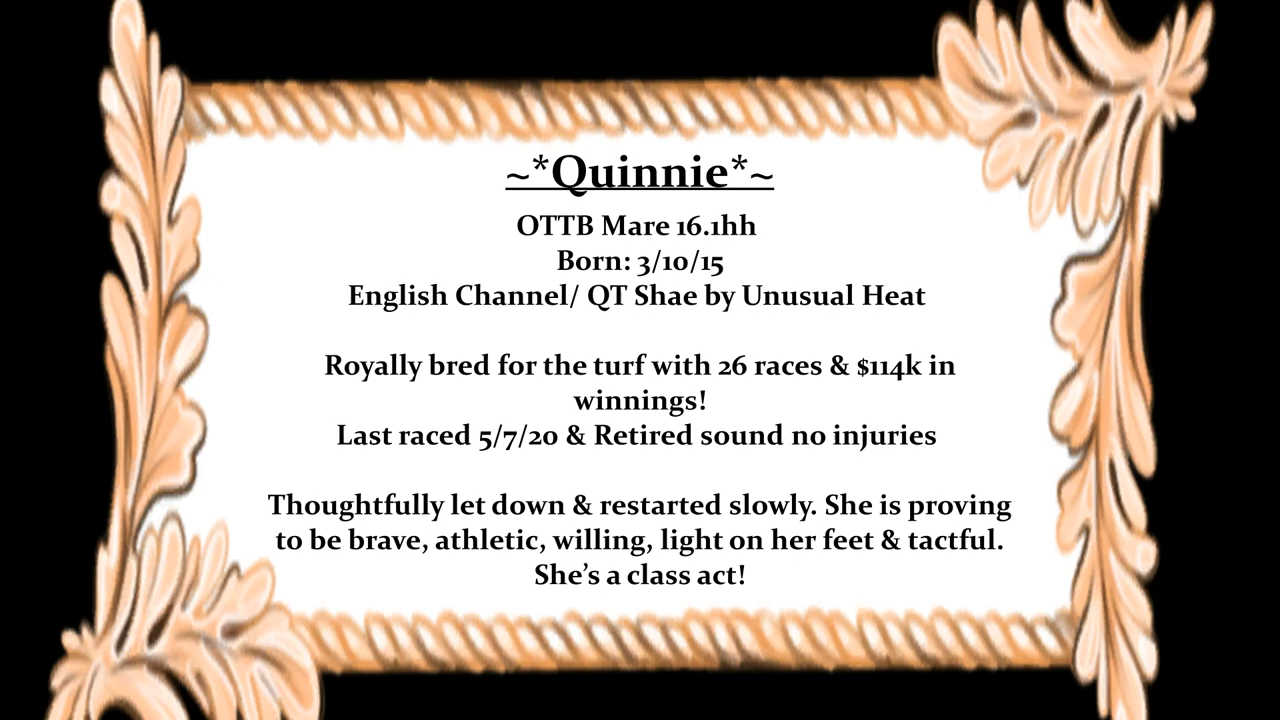 ~*Quinnie*~
OTTB Mare 16.1hh
Born: 3/10/15
English Channel/ QT Shae by Unusual Heat
Royally bred for the turf with 26 races & $114k in
winnings!
Last raced 5/7/20 & Retired sound no injuries
Thoughtfully let down & restarted slowly. She is proving
to be brave, athletic, willing, light on her feet & tactful.
She’s a class act!